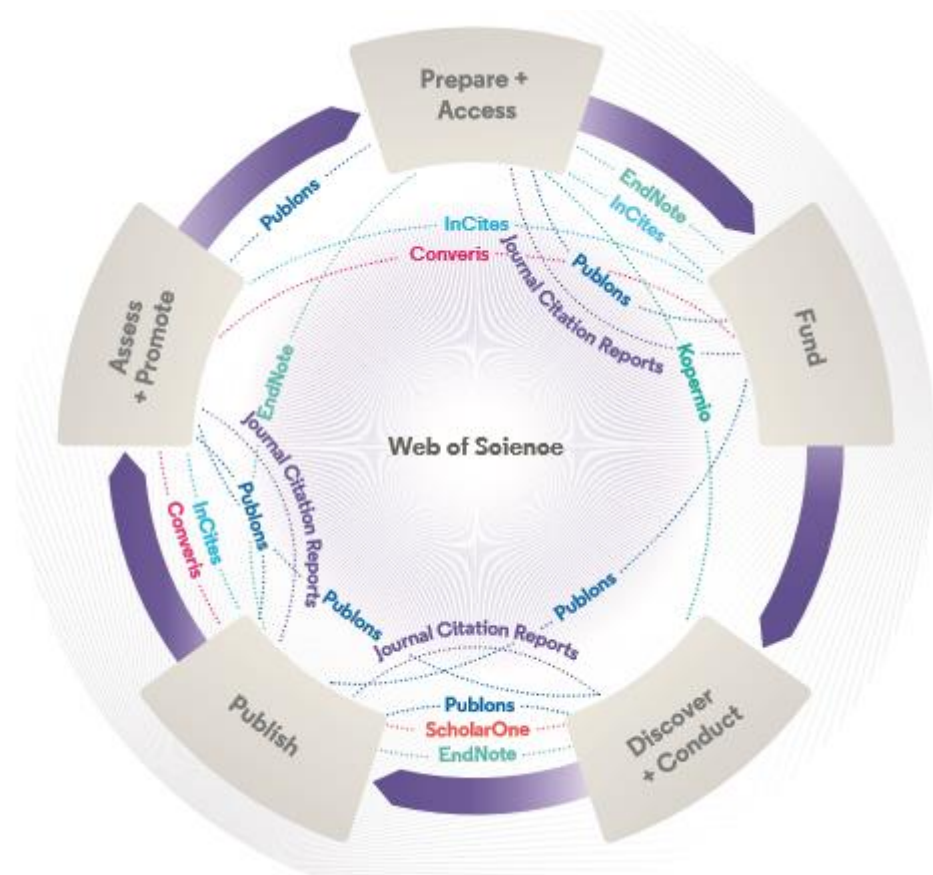 Prepare +
Access
EndNote
InCites
Publons
InCites
Converis
Publons
Journal Citation Reports
Kopernio
Fund
Assess
+ Promote
EndNote
Journal Citation Reports
Publons
InCites
Converis
Web of Soienoe
Publons
Publons
Journal Citation Reports
Publons
ScholarOne
EndNote
Publish
Discover
+ Conduct